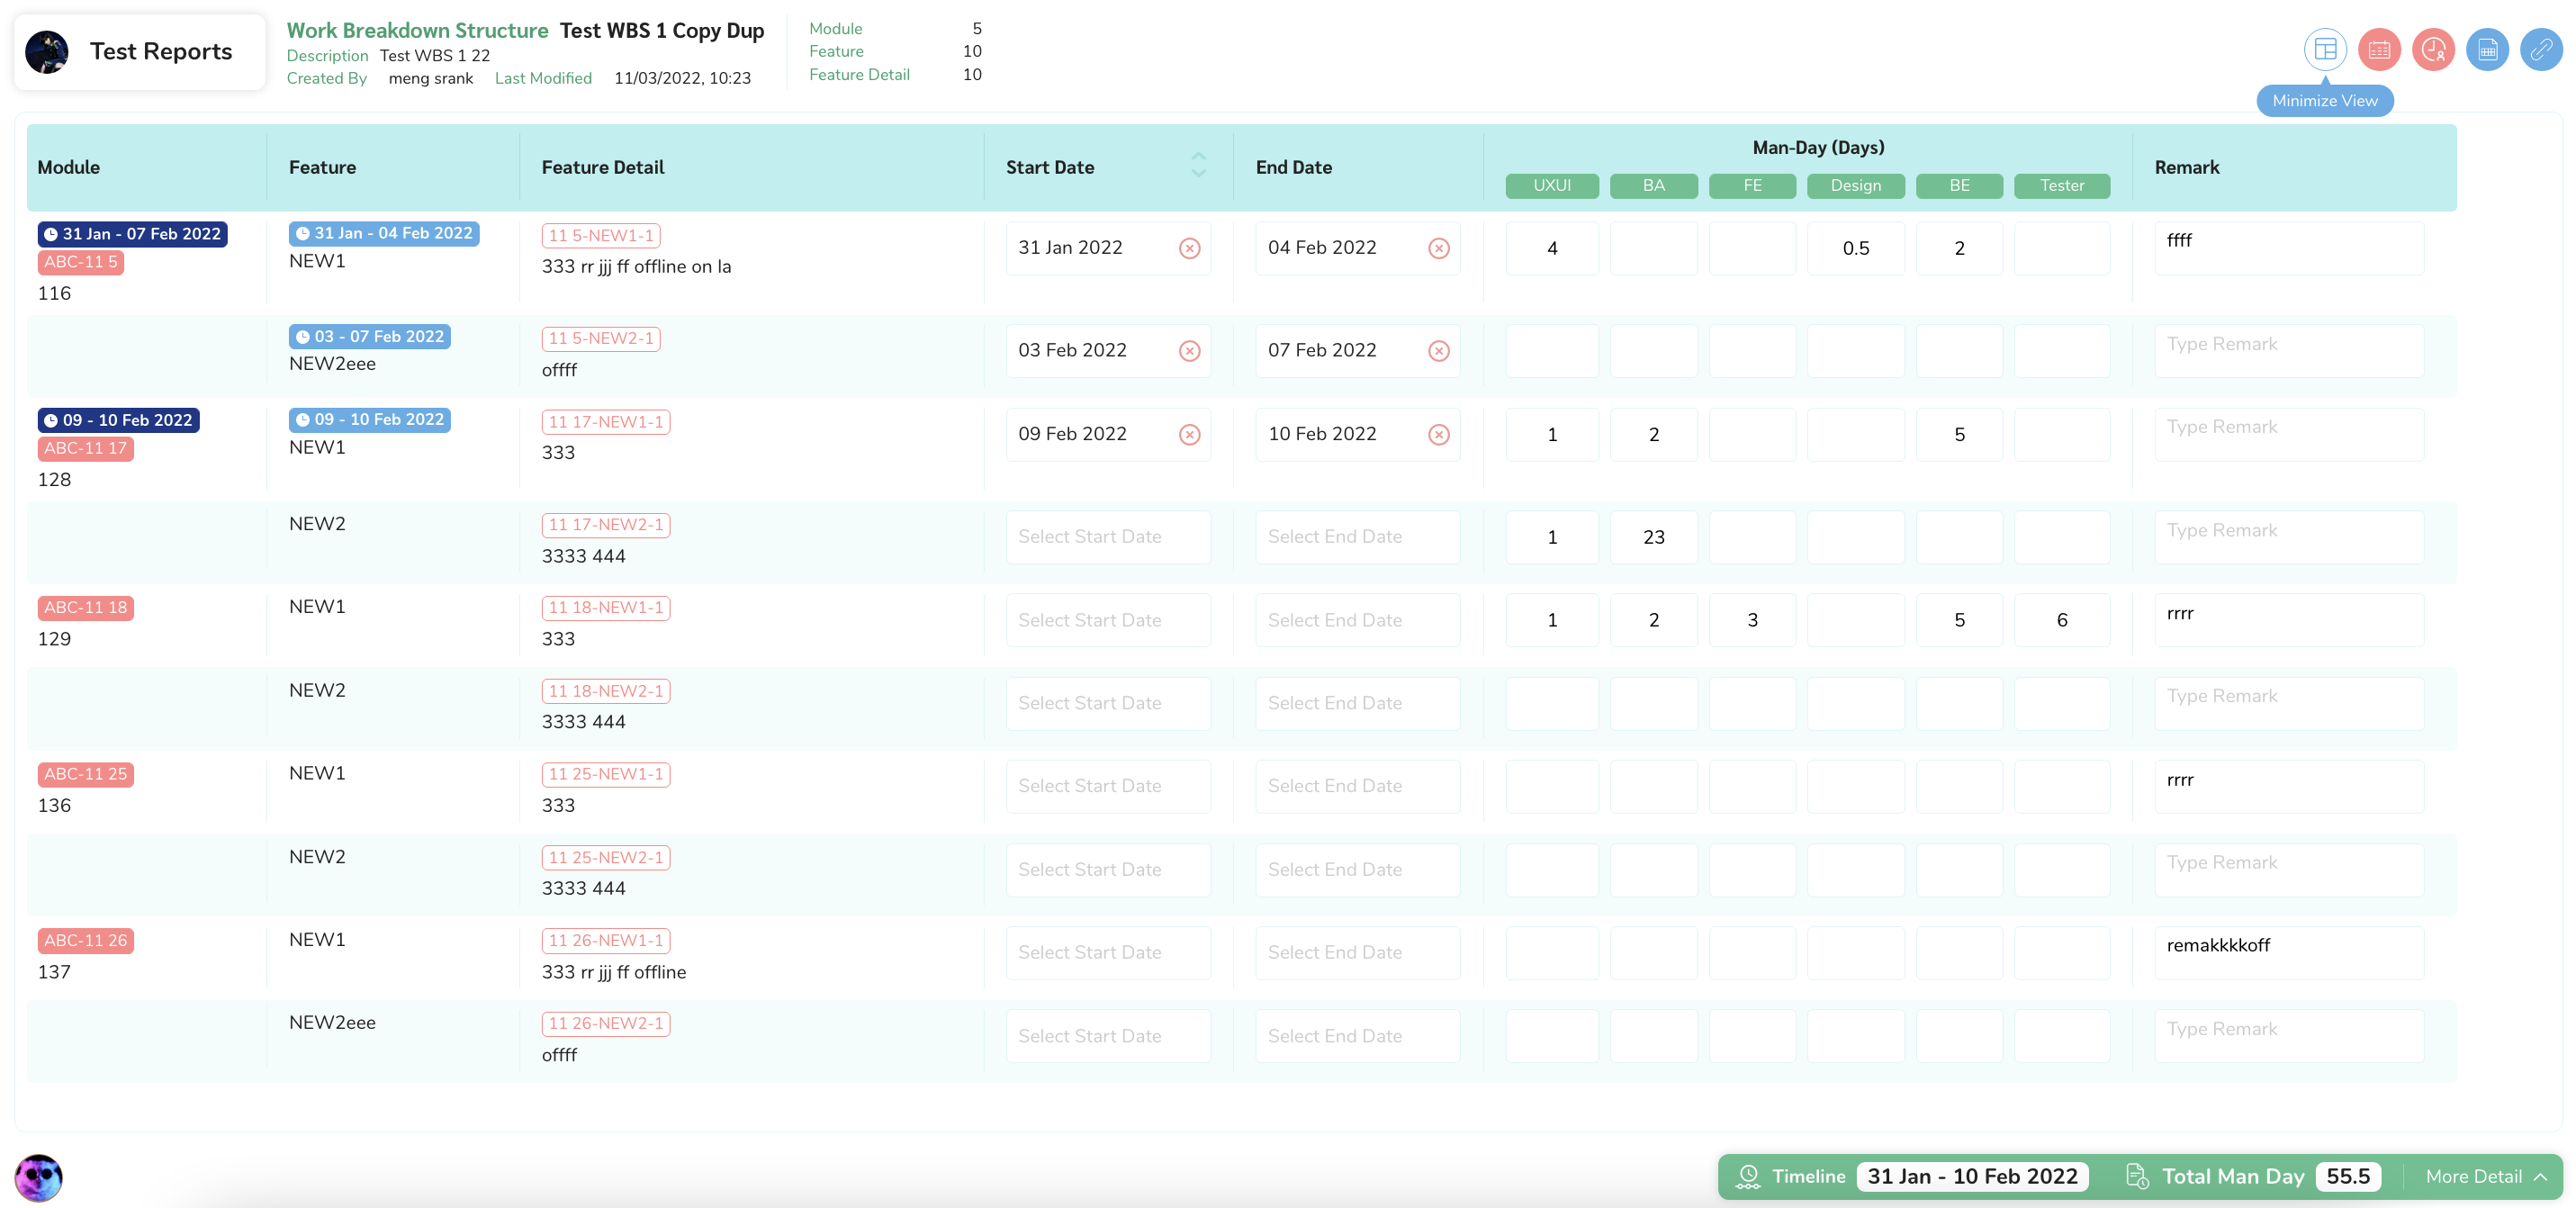 Test Reports
Work Breakdown Structure Test WBS 1 Copy Dup
Description Test WBS 1 22
Created By meng srank Last Modified 11/03/2022, 10:23
Module 5
Feature 10
Feature Detail 10
Minimize View
Module Feature Feature Detail Start Date End Date Man-Day (Days) Remark
UXUI BA FE Design BE Tester
31 Jan - 07 Feb 2022 31 Jan - 04 Feb 2022 11 5-NEW1-1 31 Jan 2022 04 Feb 2022 4 0.5 2 ffff
ABC-11 5 NEW1 333 rr jjj ff offline on la
116
03 - 07 Feb 2022 11 5-NEW2-1 03 Feb 2022 07 Feb 2022 Type Remark
NEW2eee offff
09 - 10 Feb 2022 09 - 10 Feb 2022 11 17-NEW1-1 09 Feb 2022 10 Feb 2022 1 2 5 Type Remark
ABC-11 17 NEW1 333
128
NEW2 11 17-NEW2-1 Select Start Date Select End Date 1 23 Type Remark
3333 444
ABC-11 18 NEW1 11 18-NEW1-1 Select Start Date Select End Date 1 2 3 5 6 rrrr
129 333
NEW2 11 18-NEW2-1 Select Start Date Select End Date Type Remark
3333 444
ABC-11 25 NEW1 11 25-NEW1-1 Select Start Date Select End Date rrrr
136 333
NEW2 11 25-NEW2-1 Select Start Date Select End Date Type Remark
3333 444
ABC-11 26 NEW1 11 26-NEW1-1 Select Start Date Select End Date remakkkkoff
137 333 rr jjj ff offline
NEW2eee 11 26-NEW2-1 Select Start Date Select End Date Type Remark
offff
Timeline 31 Jan - 10 Feb 2022 Total Man Day 55.5 More Detail